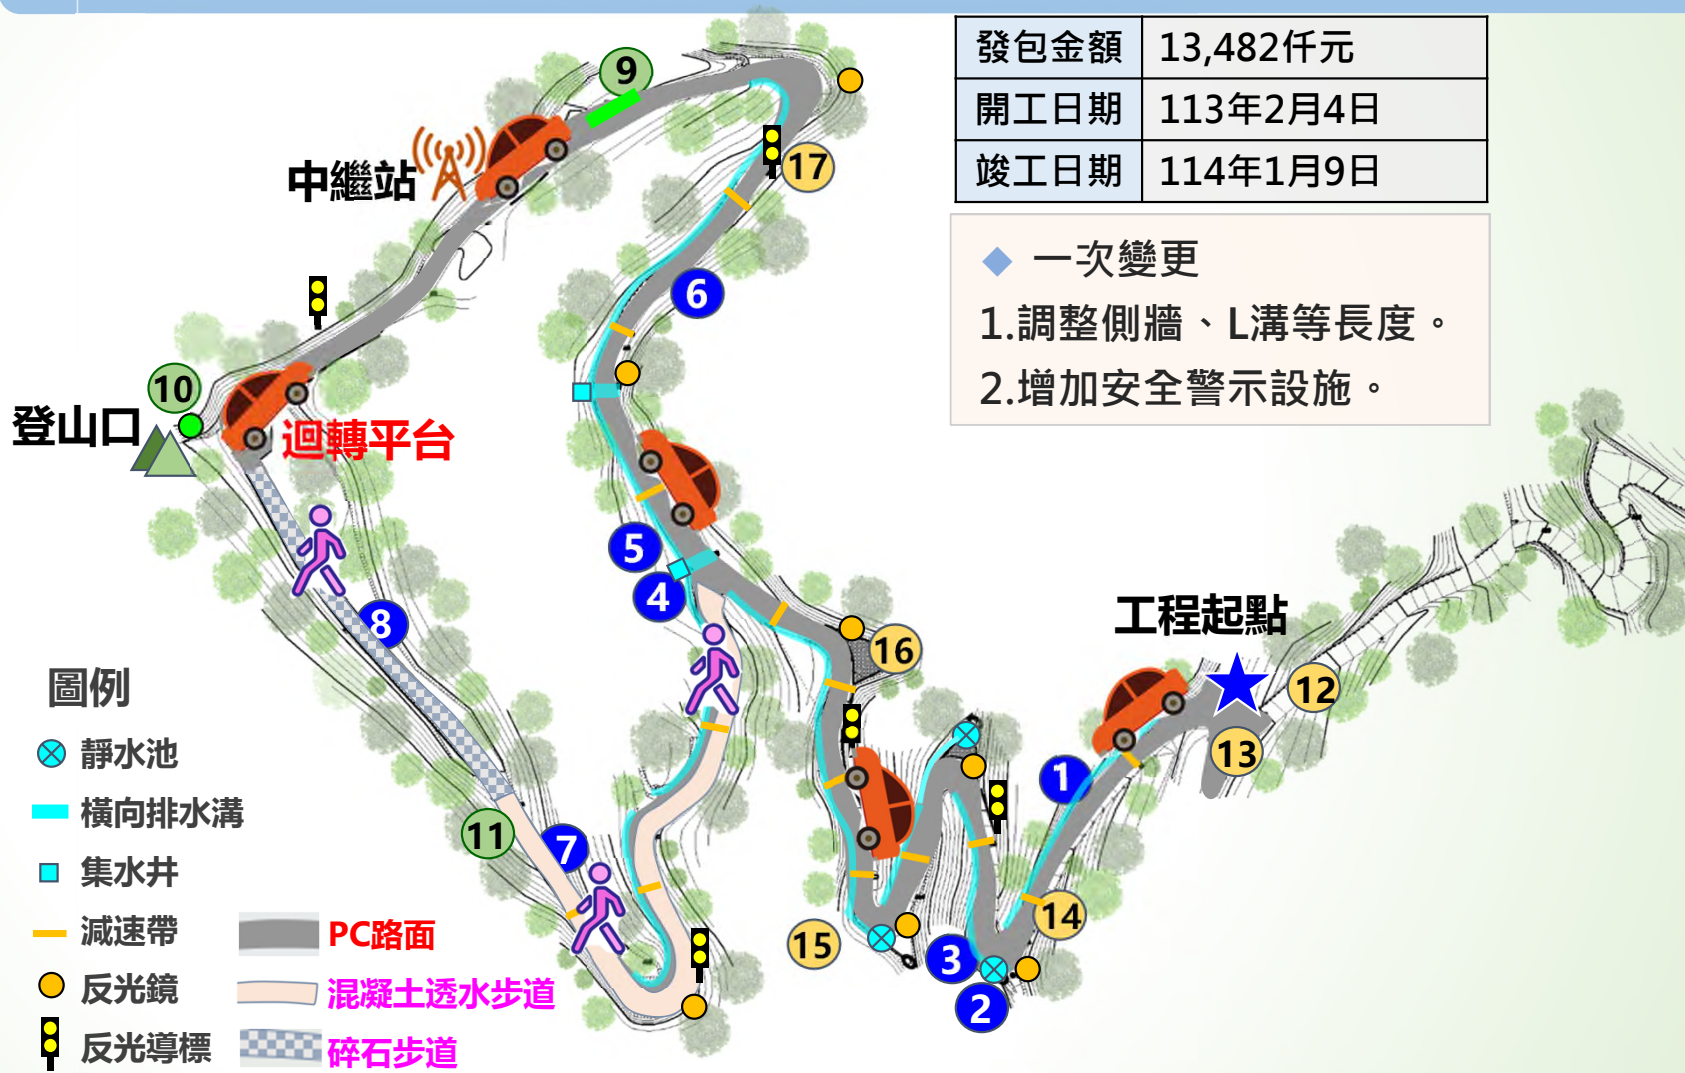 發包金額 13,482仟元
開工日期 113年2月4日
竣工日期 114年1月9日
一次變更
1.調整側牆、L溝等長度。
2.增加安全警示設施。
9
中繼站
17
6
10
登山口
迴轉平台
5
4
8
16
工程起點
12
13
1
11
7
14
15
3
2
圖例
靜水池
橫向排水溝
集水井
減速帶
反光鏡
反光導標
PC路面
混凝土透水步道
碎石步道